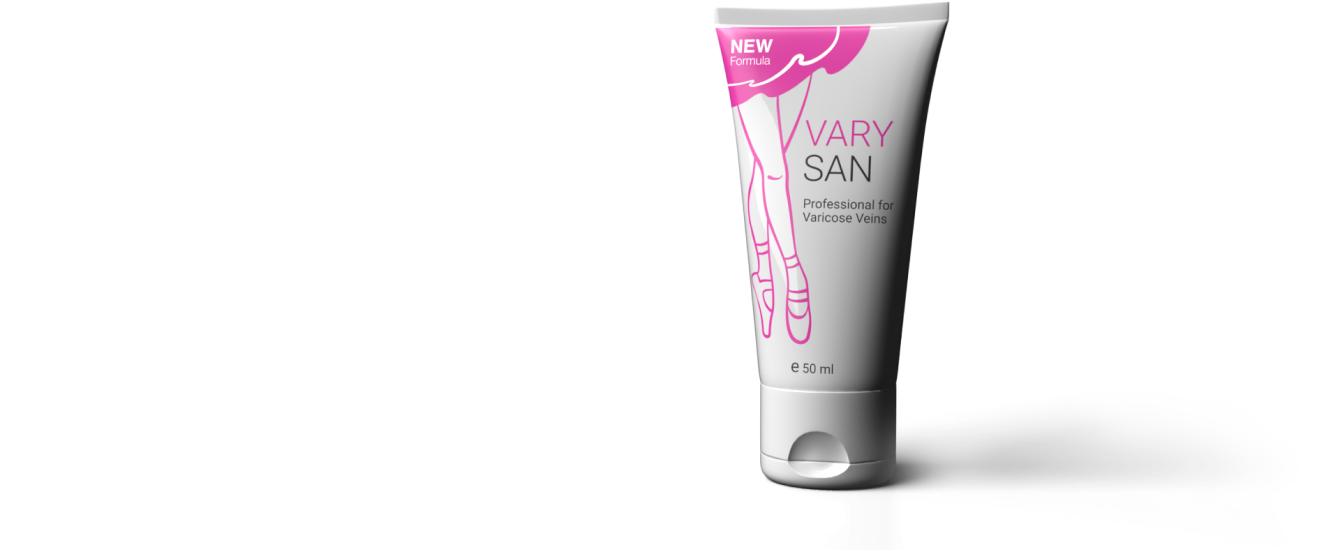 NEW
Formula
VARY
SAN
Professional for
Varicose Veins
e 50 ml